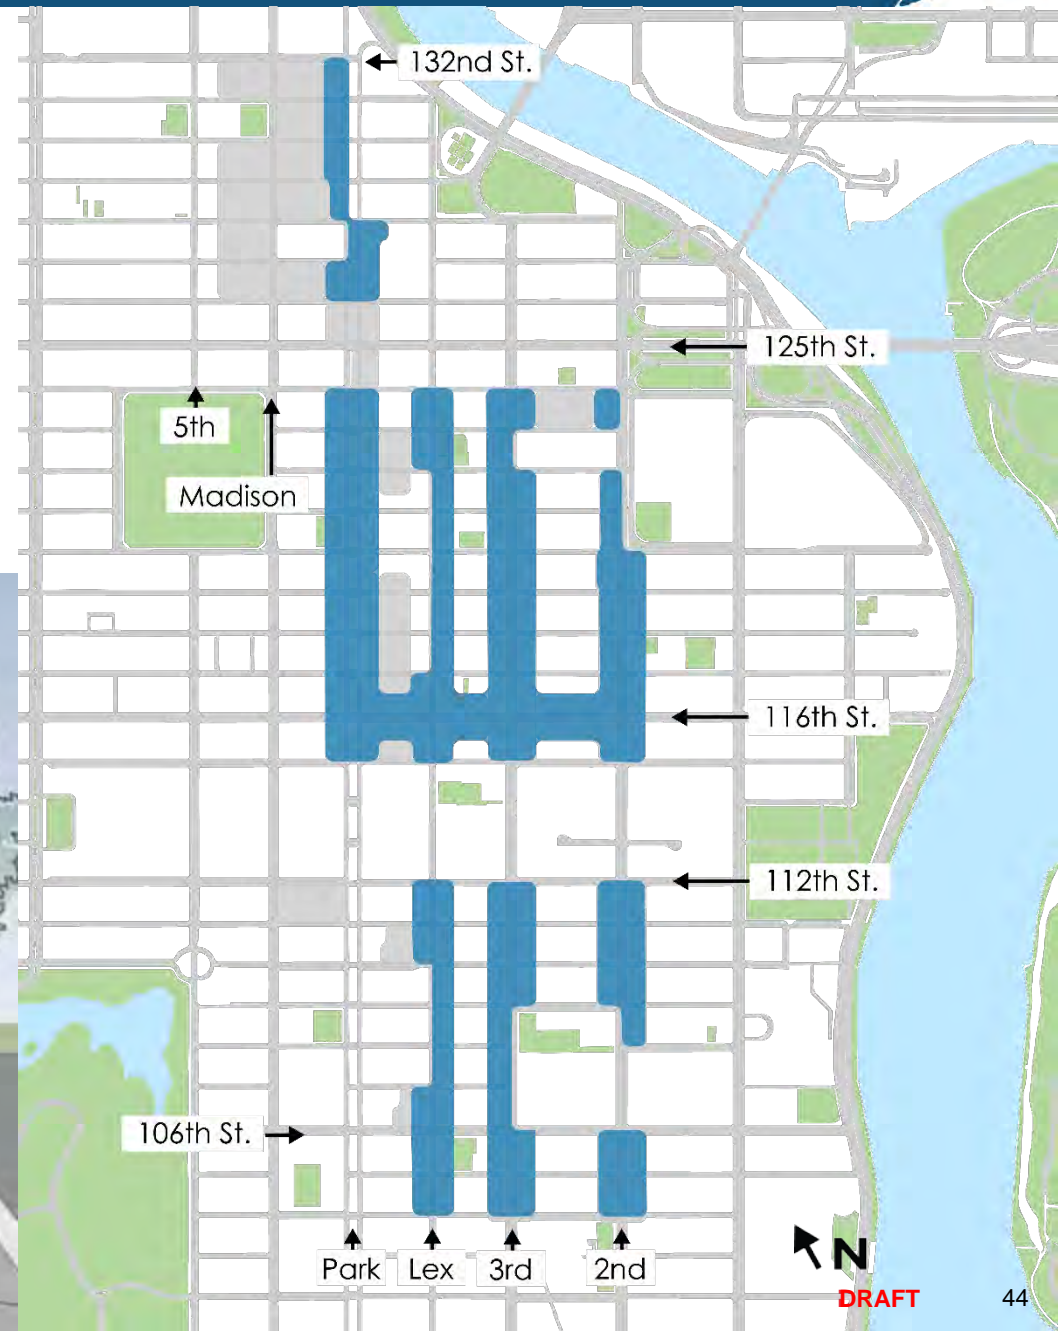 132nd St.
125th St.
5th
Madison
116th St.
112th St.
106th St.
Park
Lex
3rd
2nd
N
DRAFT
44